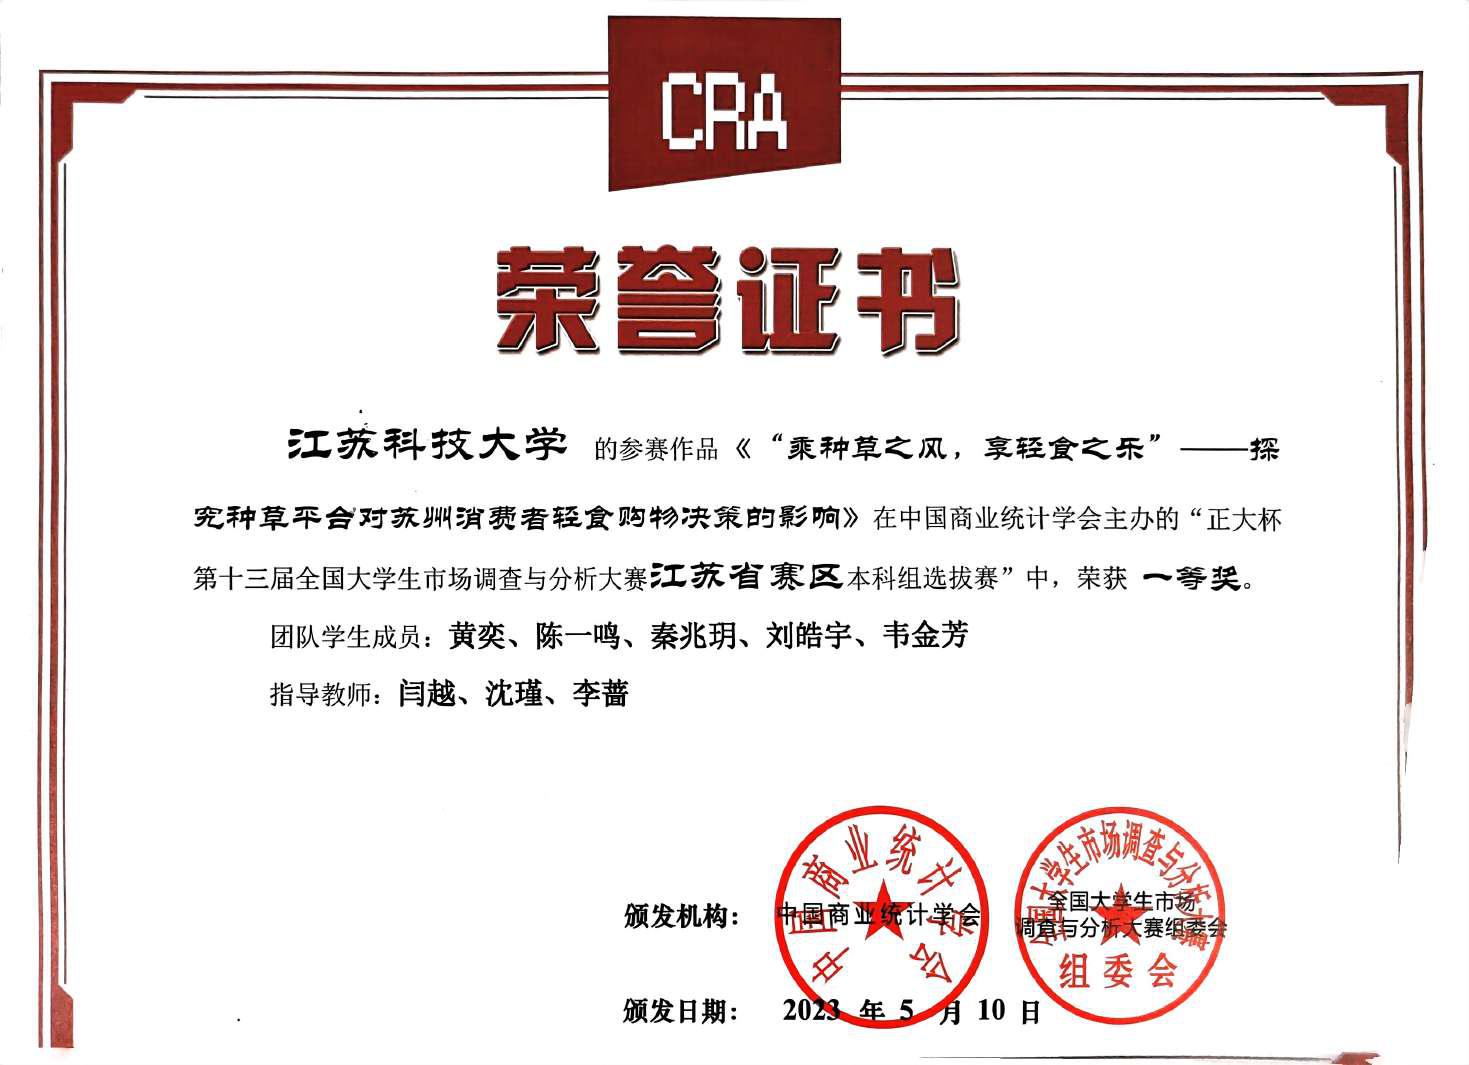 CRA
荣誉证书
江苏科技大学 的参赛作品《“乘种草之风，享轻食之乐”——探
究种草平台对苏州消费者轻食购物决策的影响》在中国商业统计学会主办的“正大杯
第十三届全国大学生市场调查与分析大赛江苏省赛区本科组选拔赛”中，荣获 一等奖。
团队学生成员：黄奕、陈一鸣、秦兆玥、刘皓宇、韦金芳
指导教师：闫越、沈瑾、李蔷
颁发机构：
中国商业统计学会
全国大学生市场
调查与分析大赛组委会
中国商业统计学会
全国大学生市场调查与分析大赛
组委会
颁发日期： 2023 年 5 月 10 日